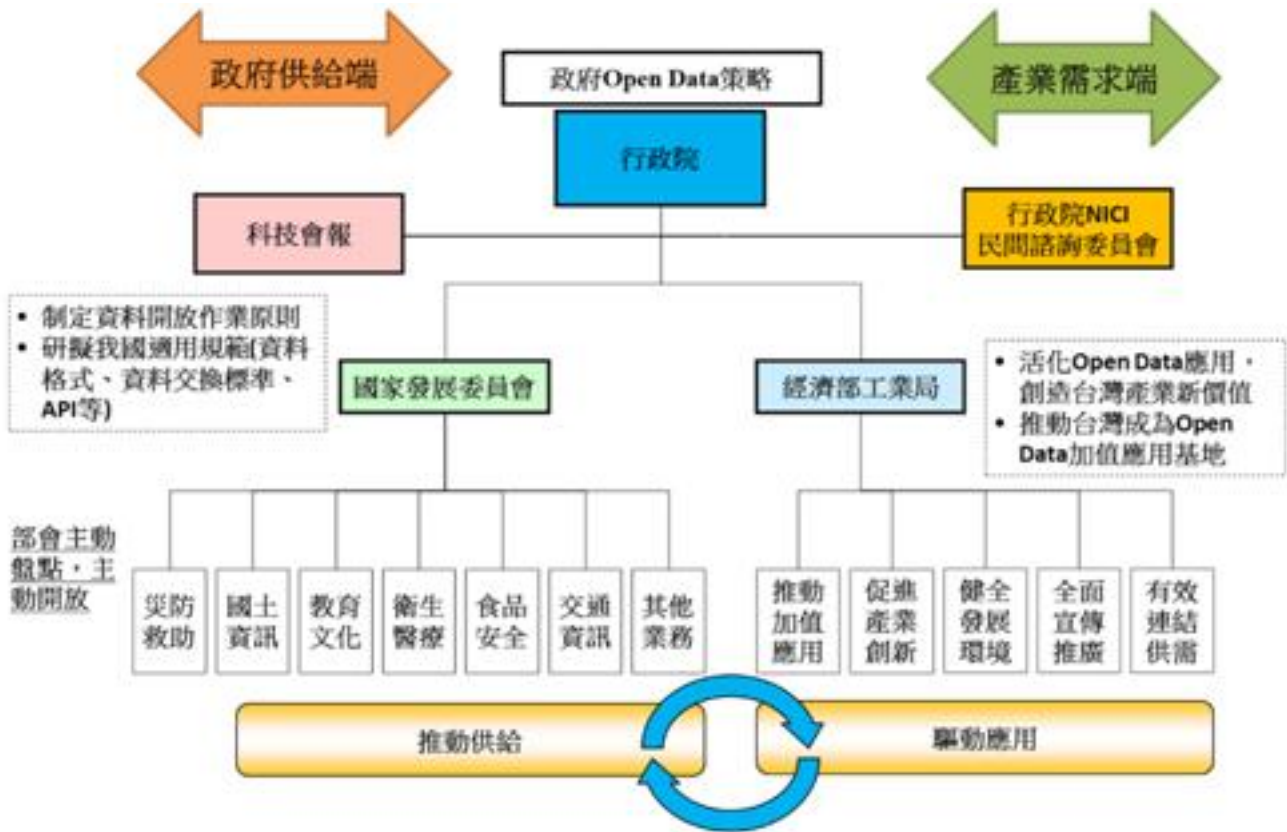 政府供給端
政府Open Data策略
產業需求端
行政院
科技會報
行政院NICI
民間諮詢委員會
• 制定資料開放作業原則
• 研擬我國適用規範(資料
格式、資料交換標準、
API等)
國家發展委員會
經濟部工業局
• 活化Open Data應用，
創造台灣產業新價值
• 推動台灣成為Open
Data加值應用基地
部會主動
盤點，主
動開放
災防
救助
國土
資訊
教育
文化
衛生
醫療
食品
安全
交通
資訊
其他
業務
推動
加值
應用
促進
產業
創新
健全
發展
環境
全面
宣傳
推廣
有效
連結
供需
推動供給
驅動應用